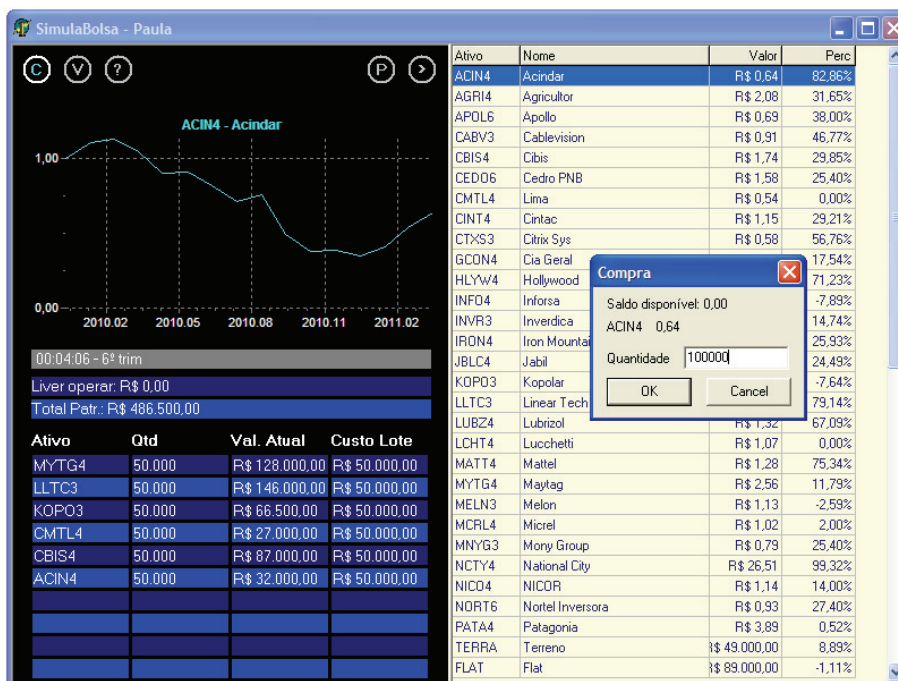 SimulaBolsa - Paula
C V ? P >
ACIN4 - Acindar
1,00
0,00
2010.02 2010.05 2010.08 2010.11 2011.02
00:04:06 - 6º trim
Liver operar: R$ 0,00
Total Patr.: R$ 486.500,00
Ativo Qtd Val. Atual Custo Lote
MYTG4 50.000 R$ 128.000,00 R$ 50.000,00
LLTC3 50.000 R$ 146.000,00 R$ 50.000,00
KOPO3 50.000 R$ 66.500,00 R$ 50.000,00
CMTL4 50.000 R$ 27.000,00 R$ 50.000,00
CBIS4 50.000 R$ 87.000,00 R$ 50.000,00
ACIN4 50.000 R$ 32.000,00 R$ 50.000,00
Ativo Nome Valor Perc
ACIN4 Acindar R$ 0,64 82,86%
AGRI4 Agricultor R$ 2,08 31,65%
APOL6 Apollo R$ 0,69 38,00%
CABV3 Cablevision R$ 0,91 46,77%
CBIS4 Cibis R$ 1,74 29,85%
CEDO6 Cedro PNB R$ 1,58 25,40%
CMTL4 Lima R$ 0,54 0,00%
CINT4 Cintac R$ 1,15 29,21%
CTXS3 Citrix Sys R$ 0,58 56,76%
GCON4 Cia Geral 17,54%
HLYW4 Hollywood 71,23%
INFO4 Inforsa -7,89%
INVR3 Inverdica 14,74%
IRON4 Iron Mountai 25,93%
JBLC4 Jabil 24,49%
KOPO3 Kopolar -7,64%
LLTC3 Linear Tech 79,14%
LUBZ4 Lubrizol R$ 1,32 67,09%
LCHT4 Lucchetti R$ 1,07 0,00%
MATT4 Mattel R$ 1,28 75,34%
MYTG4 Maytag R$ 2,56 11,79%
MELN3 Melon R$ 1,13 -2,59%
MCRL4 Micrel R$ 1,02 2,00%
MNYG3 Mony Group R$ 0,79 25,40%
NCTY4 National City R$ 26,51 99,32%
NICO4 NICOR R$ 1,14 14,00%
NORT6 Nortel Inversora R$ 0,93 27,40%
PATA4 Patagonia R$ 3,89 0,52%
TERRA Terreno R$ 49.000,00 8,89%
FLAT Flat R$ 89.000,00 -1,11%
Compra
Saldo disponível: 0,00
ACIN4 0,64
Quantidade 100000
OK Cancel